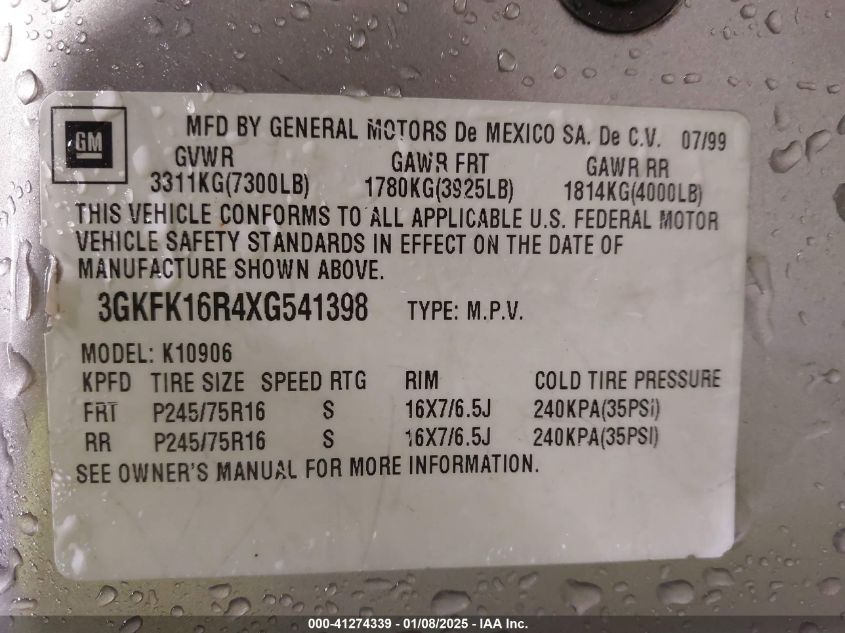 GM
MFD BY GENERAL MOTORS De MEXICO SA. De C.V. 07/99
GVWR GAWR FRT GAWR RR
3311KG(7300LB) 1780KG(3925LB) 1814KG(4000LB)
THIS VEHICLE CONFORMS TO ALL APPLICABLE U.S. FEDERAL MOTOR
VEHICLE SAFETY STANDARDS IN EFFECT ON THE DATE OF
MANUFACTURE SHOWN ABOVE.
3GKFK16R4XG541398 TYPE: M.P.V.
MODEL: K10906
KPFD TIRE SIZE SPEED RTG RIM COLD TIRE PRESSURE
FRT P245/75R16 S 16X7/6.5J 240KPA(35PSI)
RR P245/75R16 S 16X7/6.5J 240KPA(35PSI)
SEE OWNER'S MANUAL FOR MORE INFORMATION.
000-41274339 - 01/08/2025 - IAA Inc.